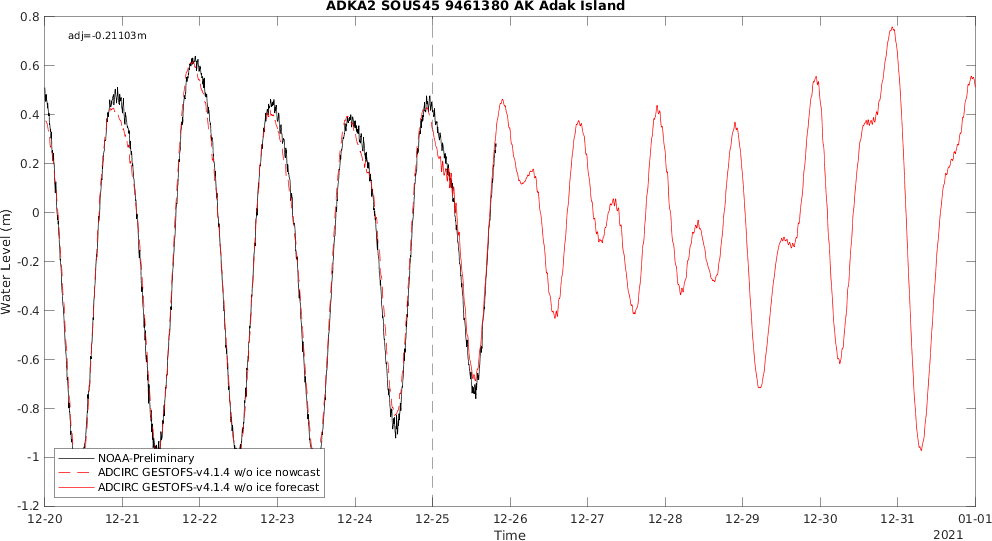 ADKA2 SOUS45 9461380 AK Adak Island
adj=-0.21103m
0.8
0.6
0.4
0.2
0
-0.2
-0.4
-0.6
-0.8
-1
-1.2
Water Level (m)
NOAA-Preliminary
ADCIRC GESTOFS-v4.1.4 w/o ice nowcast
ADCIRC GESTOFS-v4.1.4 w/o ice forecast
12-20 12-21 12-22 12-23 12-24 12-25 12-26 12-27 12-28 12-29 12-30 12-31 01-01
Time
2021